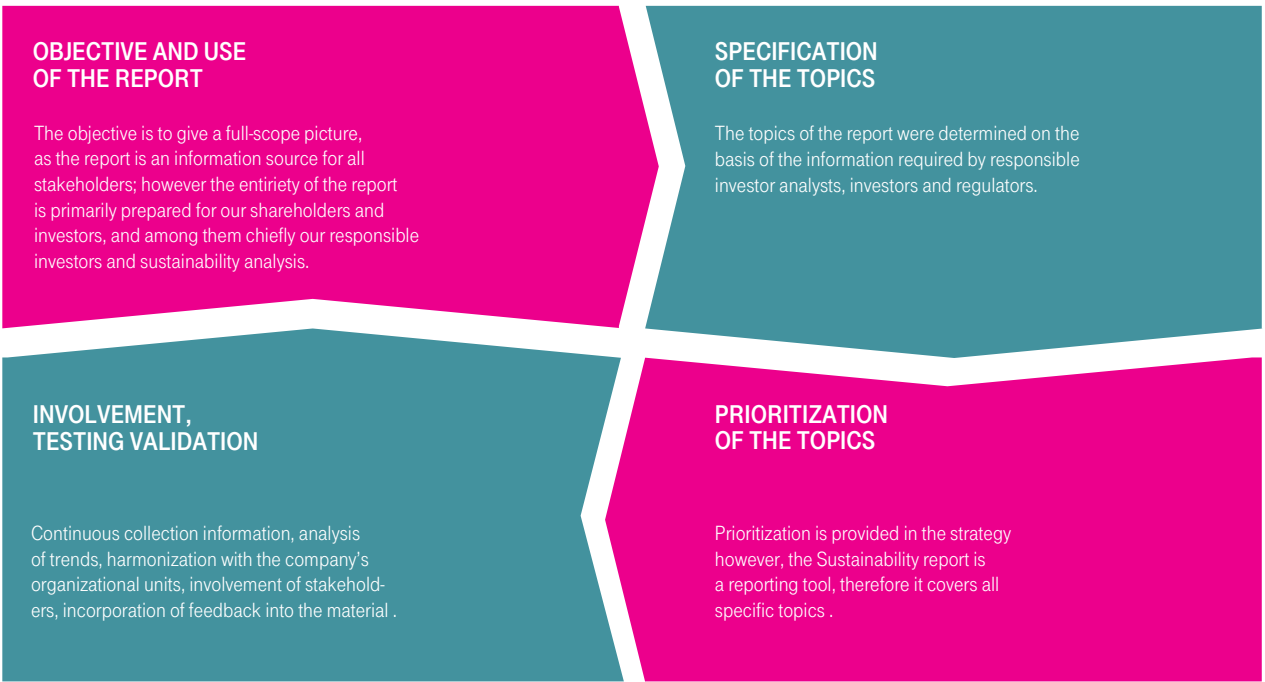 OBJECTIVE AND USE
OF THE REPORT
The objective is to give a full-scope picture,
as the report is an information source for all
stakeholders; however the entiriety of the report
is primarily prepared for our shareholders and
investors, and among them chiefly our responsible
investors and sustainability analysis.
SPECIFICATION
OF THE TOPICS
The topics of the report were determined on the
basis of the information required by responsible
investor analysts, investors and regulators.
INVOLVEMENT,
TESTING VALIDATION
Continuous collection information, analysis
of trends, harmonization with the company's
organizational units, involvement of stakehold-
ers, incorporation of feedback into the material .
PRIORITIZATION
OF THE TOPICS
Prioritization is provided in the strategy
however, the Sustainability report is
a reporting tool, therefore it covers all
specific topics .